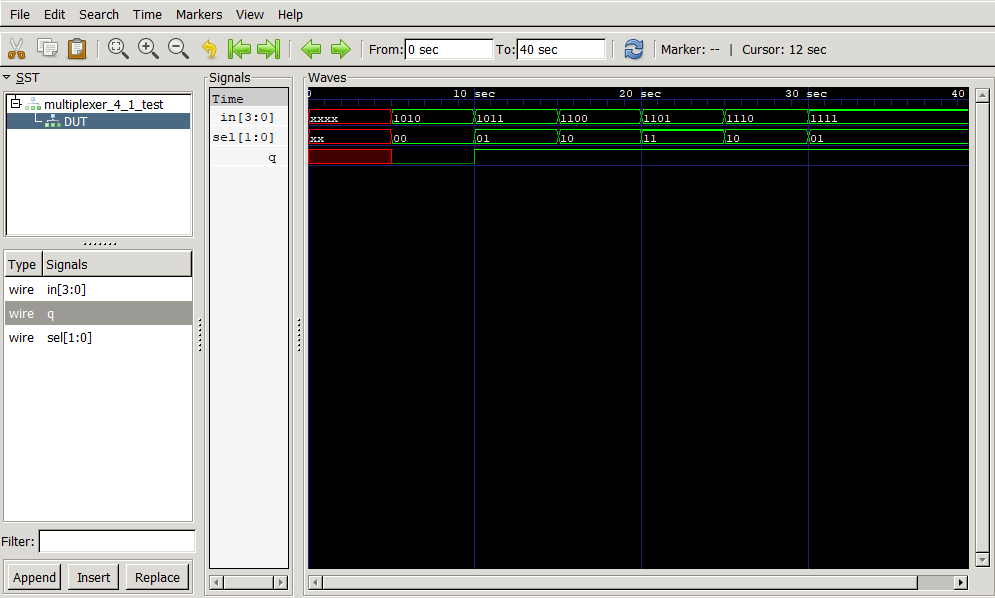 File Edit Search Time Markers View Help
From: 0 sec To: 40 sec Marker: -- | Cursor: 12 sec
SST
multiplexer_4_1_test
DUT
Type Signals
wire in[3:0]
wire q
wire sel[1:0]
Filter:
Append Insert Replace
Signals
Time
in[3:0]
sel[1:0]
q
Waves
0 10 sec 20 sec 30 sec 40
xxxx 1010 1011 1100 1101 1110 1111
xx 00 01 10 11 10 01